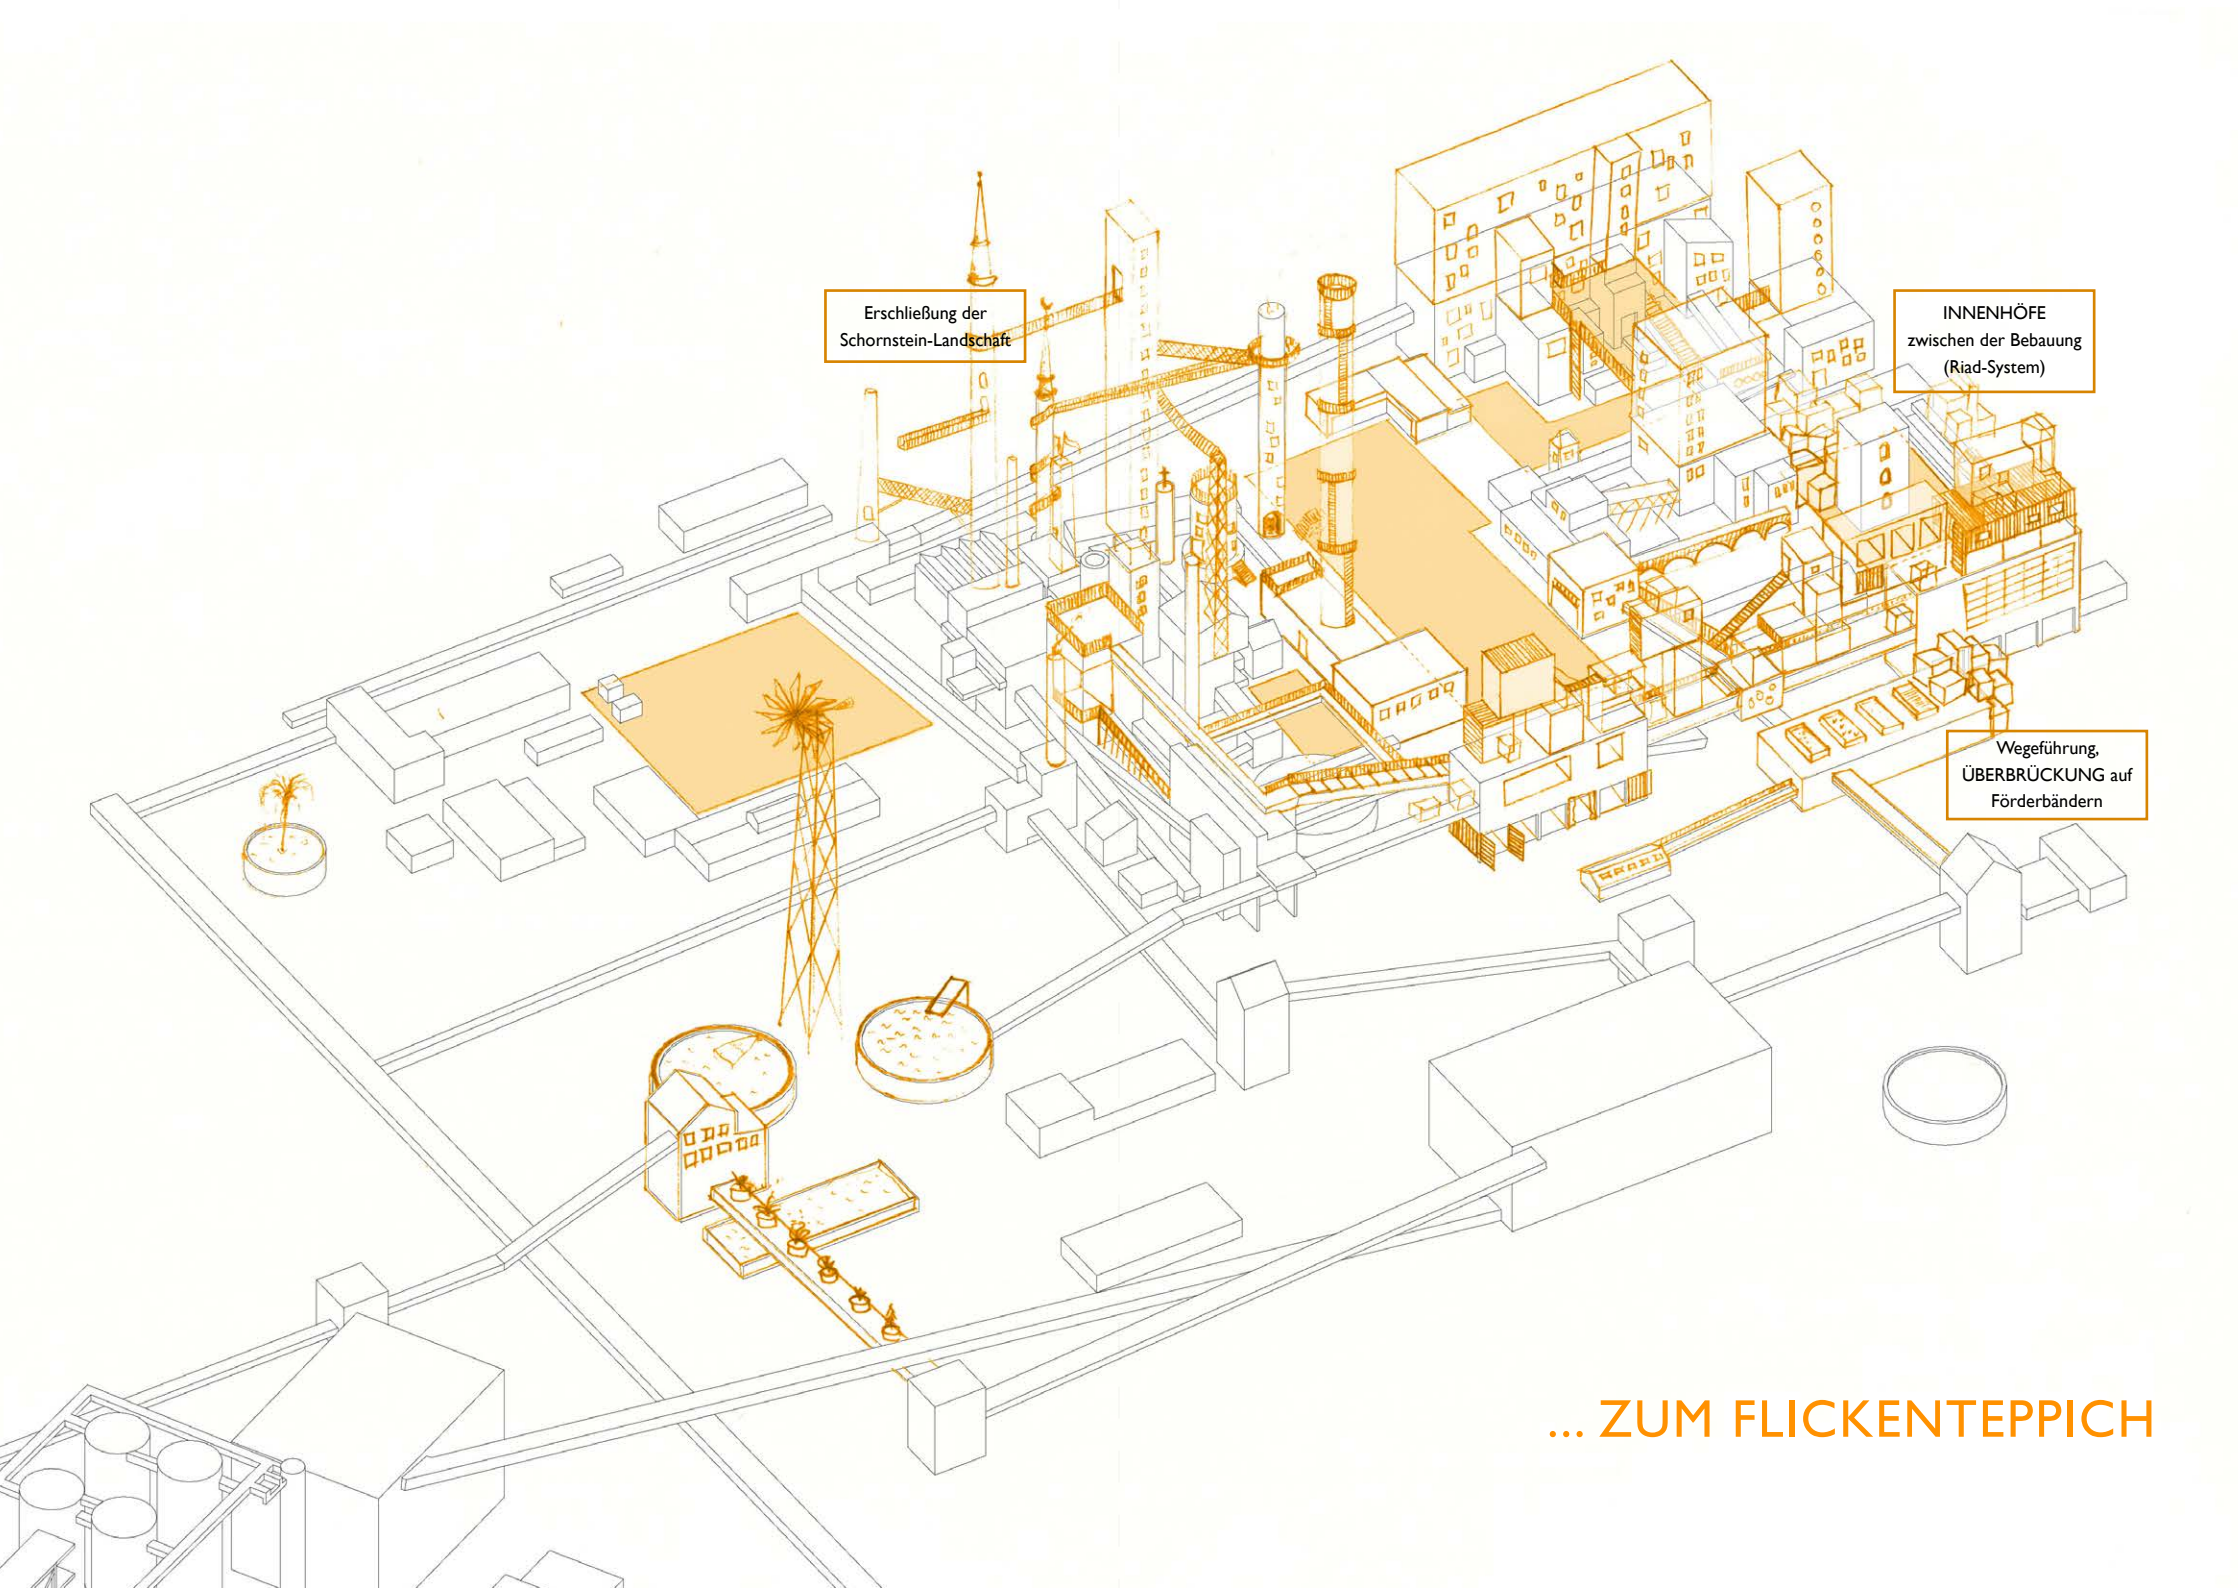 Erschließung der
Schornstein-Landschaft
INNENHÖFE
zwischen der Bebauung
(Riad-System)
Wegeführung,
ÜBERBRÜCKUNG auf
Förderbändern
... ZUM FLICKENTEPPICH